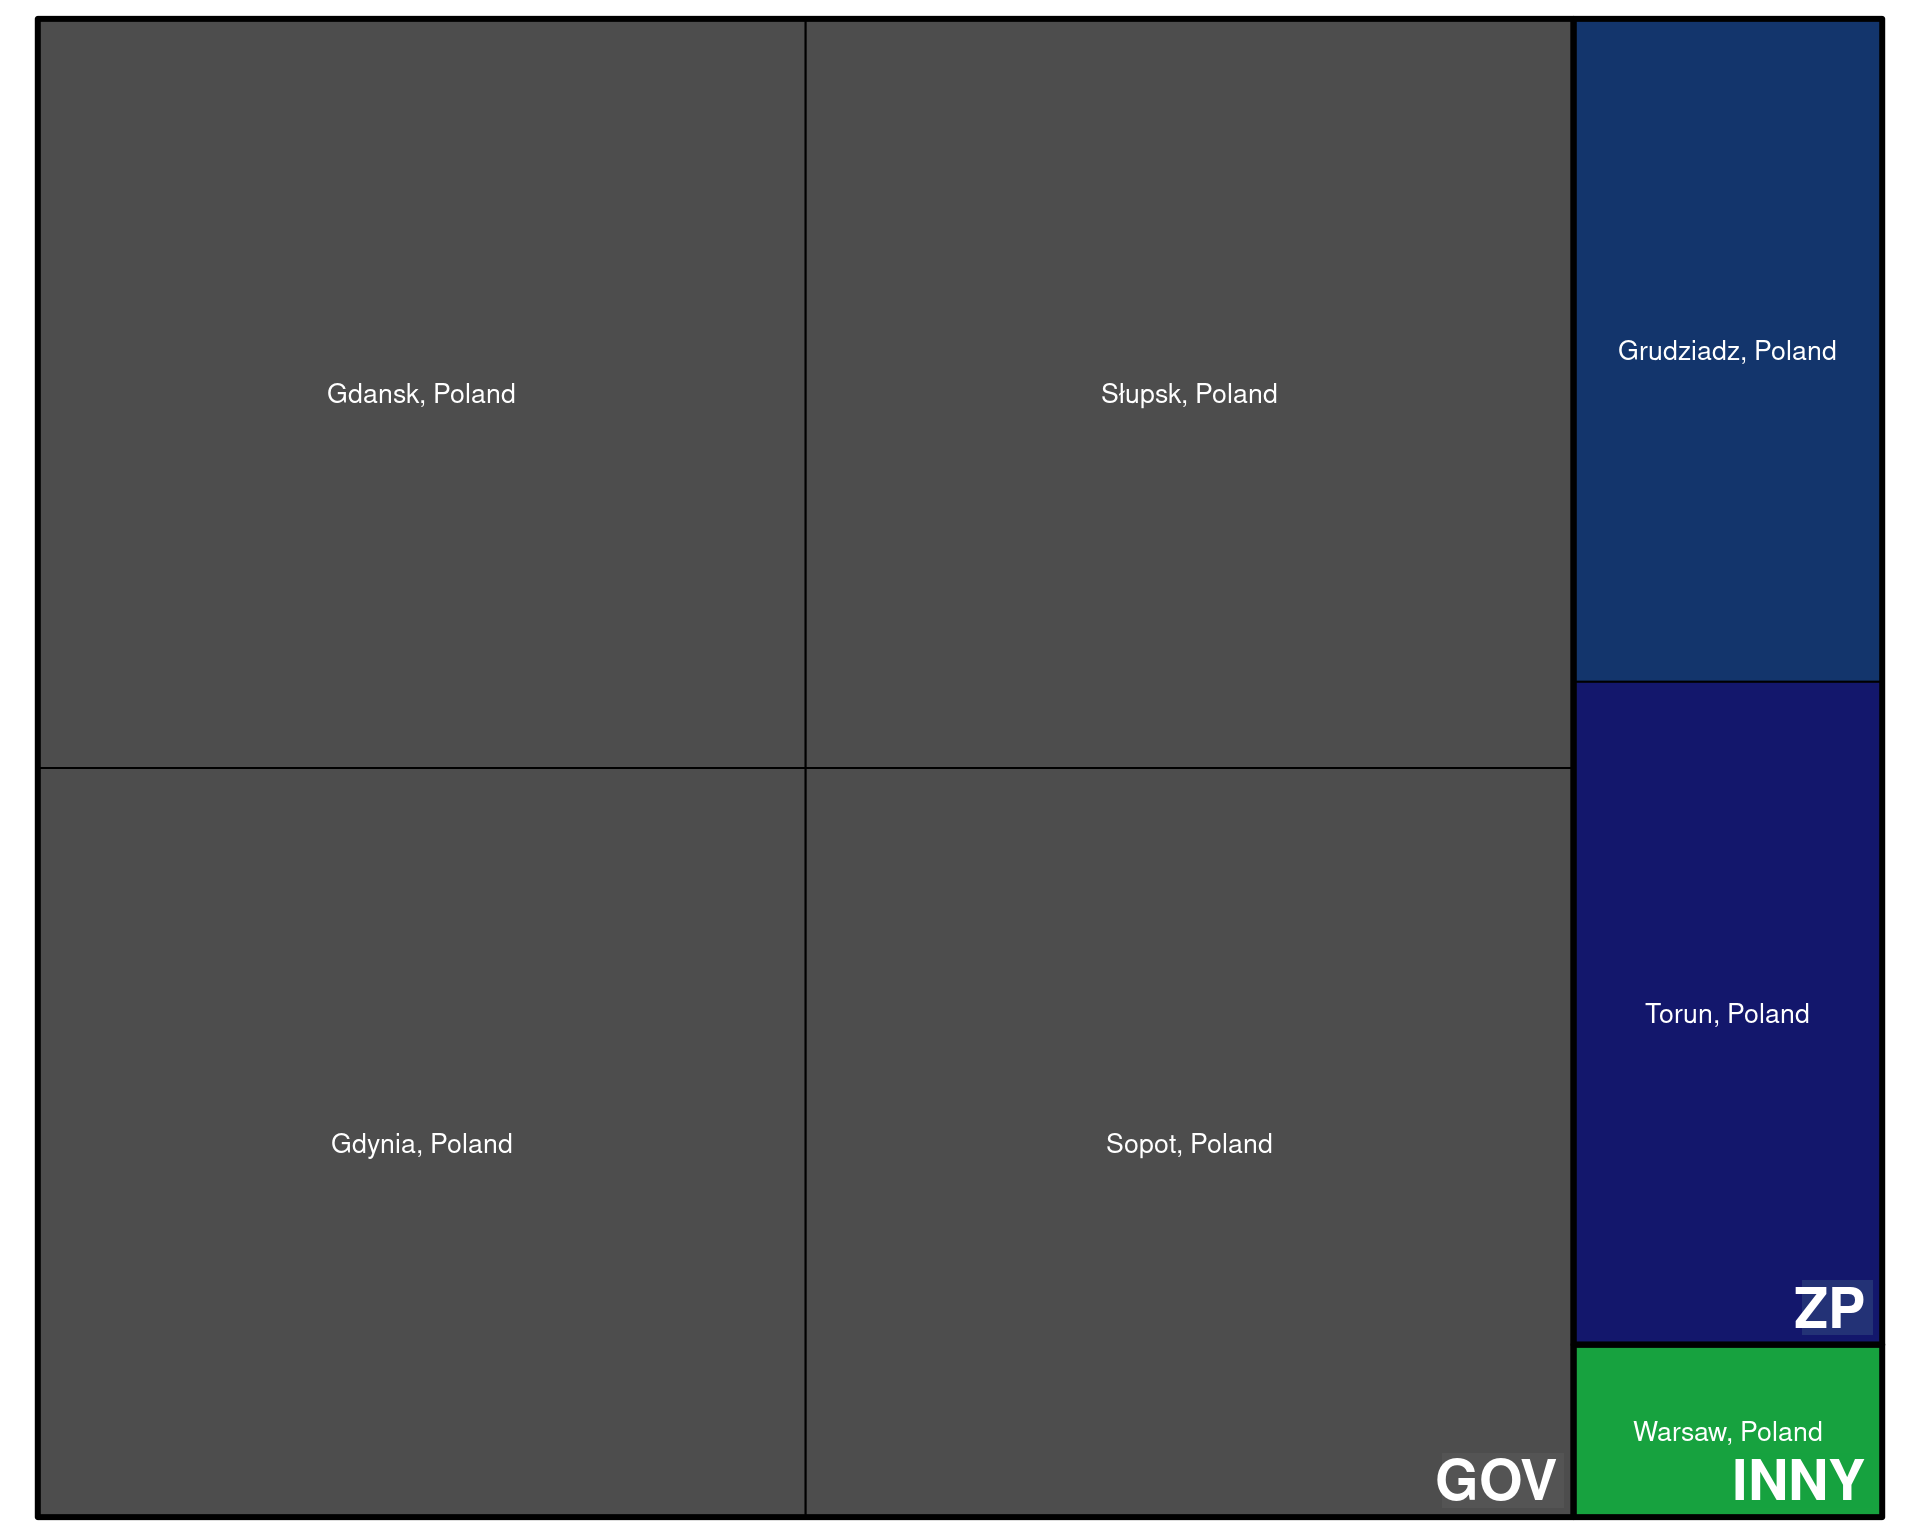 Gdansk, Poland
Słupsk, Poland
Grudziadz, Poland
Gdynia, Poland
Sopot, Poland
GOV
Torun, Poland
ZP
Warsaw, Poland
INNY